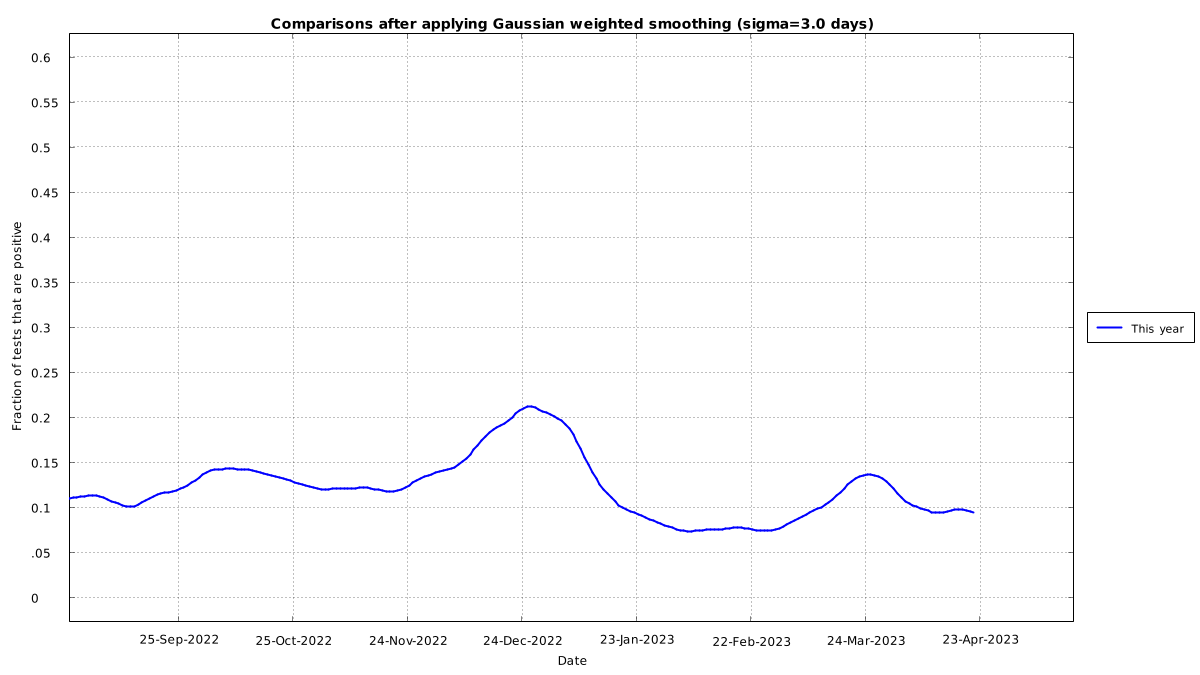 Comparisons after applying Gaussian weighted smoothing (sigma=3.0 days)
0.6
0.55
0.5
0.45
0.4
0.35
0.3
0.25
0.2
0.15
0.1
.05
0
Fraction of tests that are positive
25-Sep-2022 25-Oct-2022 24-Nov-2022 24-Dec-2022 23-Jan-2023 22-Feb-2023 24-Mar-2023 23-Apr-2023
Date
This year